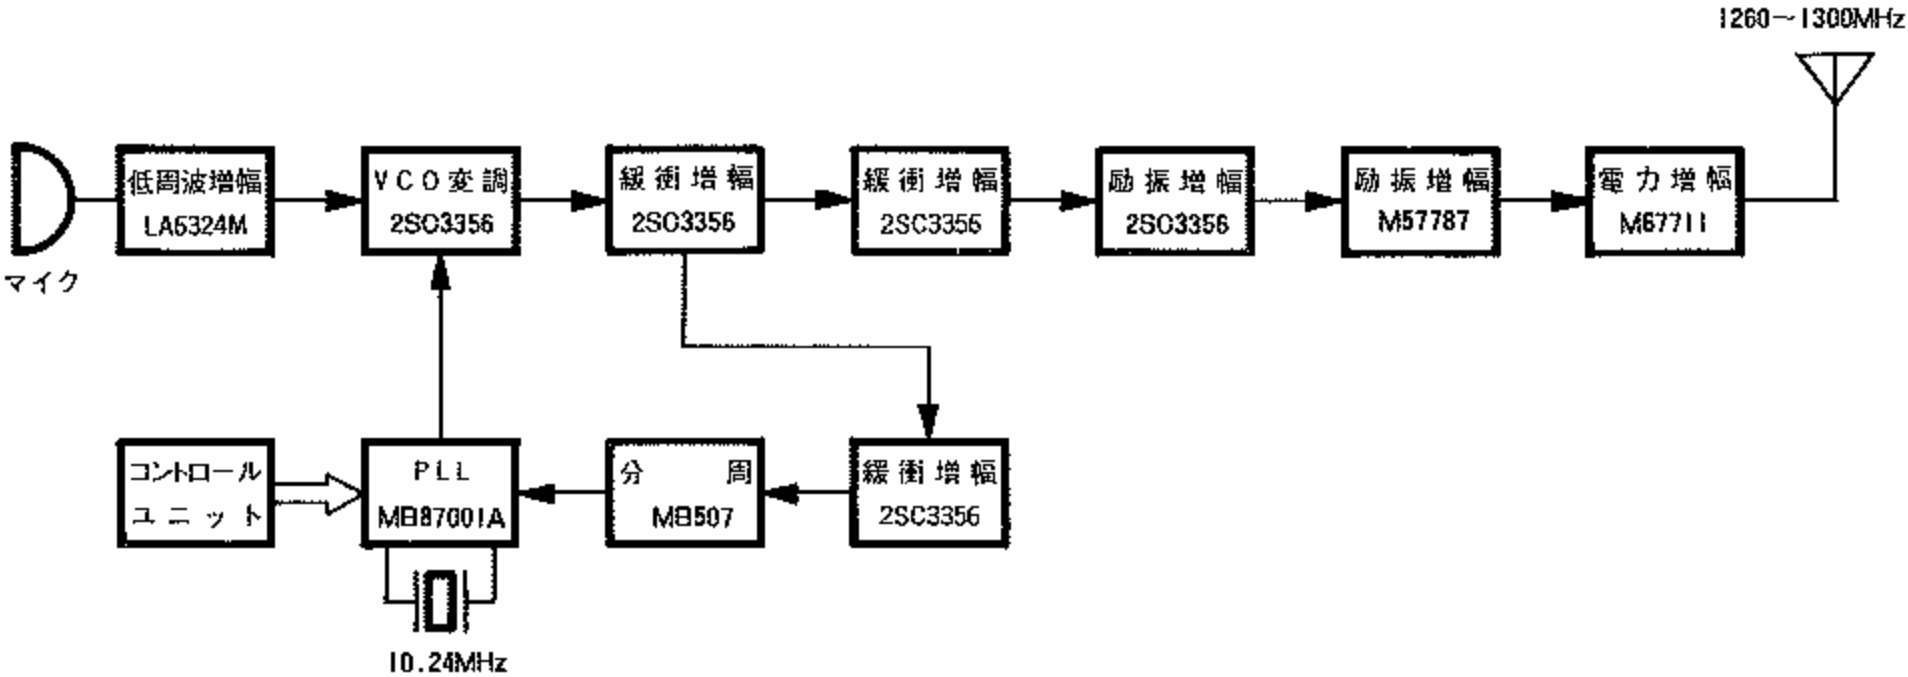 1260〜1300MHz
マイク
低周波増幅
LA6324M
VCO変調
2SC3356
緩衝増幅
2SC3356
緩衝増幅
2SC3356
励振増幅
2SC3356
励振増幅
M57787
電力増幅
M67711
コントロール
ユニット
PLL
MB87001A
分周
MB507
緩衝増幅
2SC3356
10.24MHz